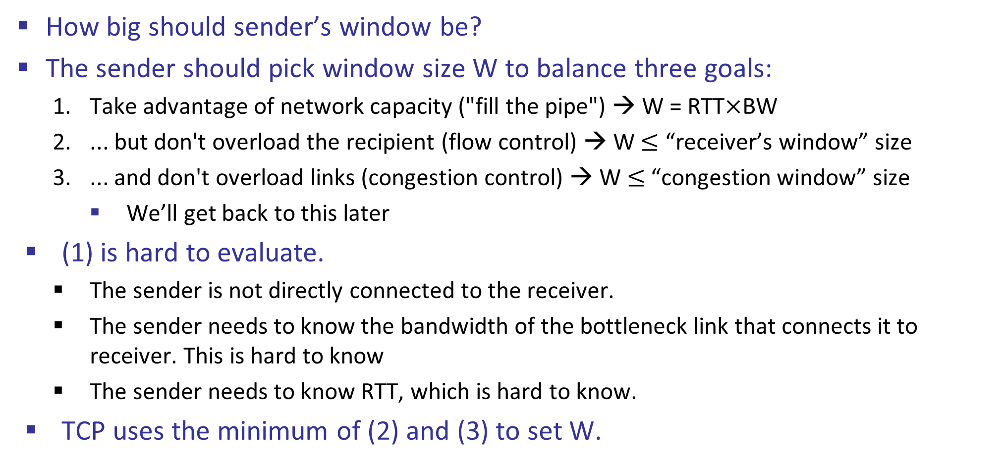 ▪ How big should sender’s window be?
▪ The sender should pick window size W to balance three goals:
1. Take advantage of network capacity ("fill the pipe") → W = RTT×BW
2. ... but don't overload the recipient (flow control) → W ≤ “receiver’s window” size
3. ... and don't overload links (congestion control) → W ≤ “congestion window” size
▪ We’ll get back to this later
▪ (1) is hard to evaluate.
▪ The sender is not directly connected to the receiver.
▪ The sender needs to know the bandwidth of the bottleneck link that connects it to
receiver. This is hard to know
▪ The sender needs to know RTT, which is hard to know.
▪ TCP uses the minimum of (2) and (3) to set W.